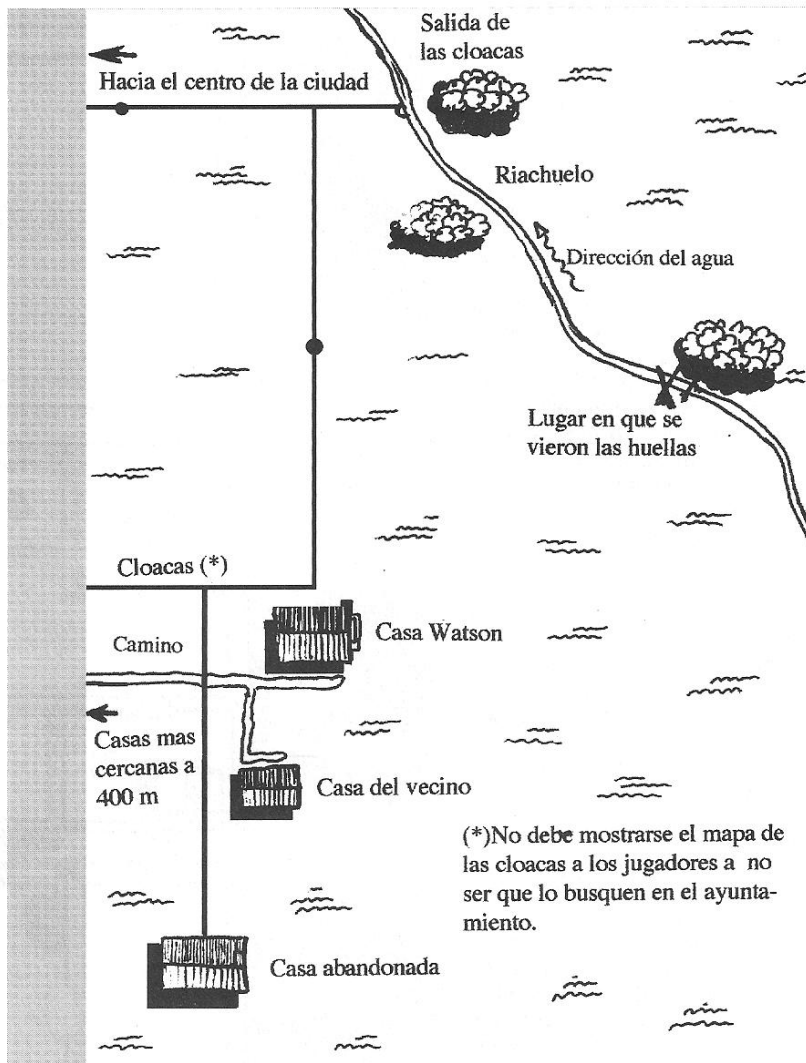 Salida de
las cloacas
Hacia el centro de la ciudad
Riachuelo
Dirección del agua
Lugar en que se
vieron las huellas
Cloacas (*)
Casa Watson
Camino
Casas mas
cercanas a
400 m
Casa del vecino
(*)No debe mostrarse el mapa de
las cloacas a los jugadores a no
ser que lo busquen en el ayunta-
miento.
Casa abandonada